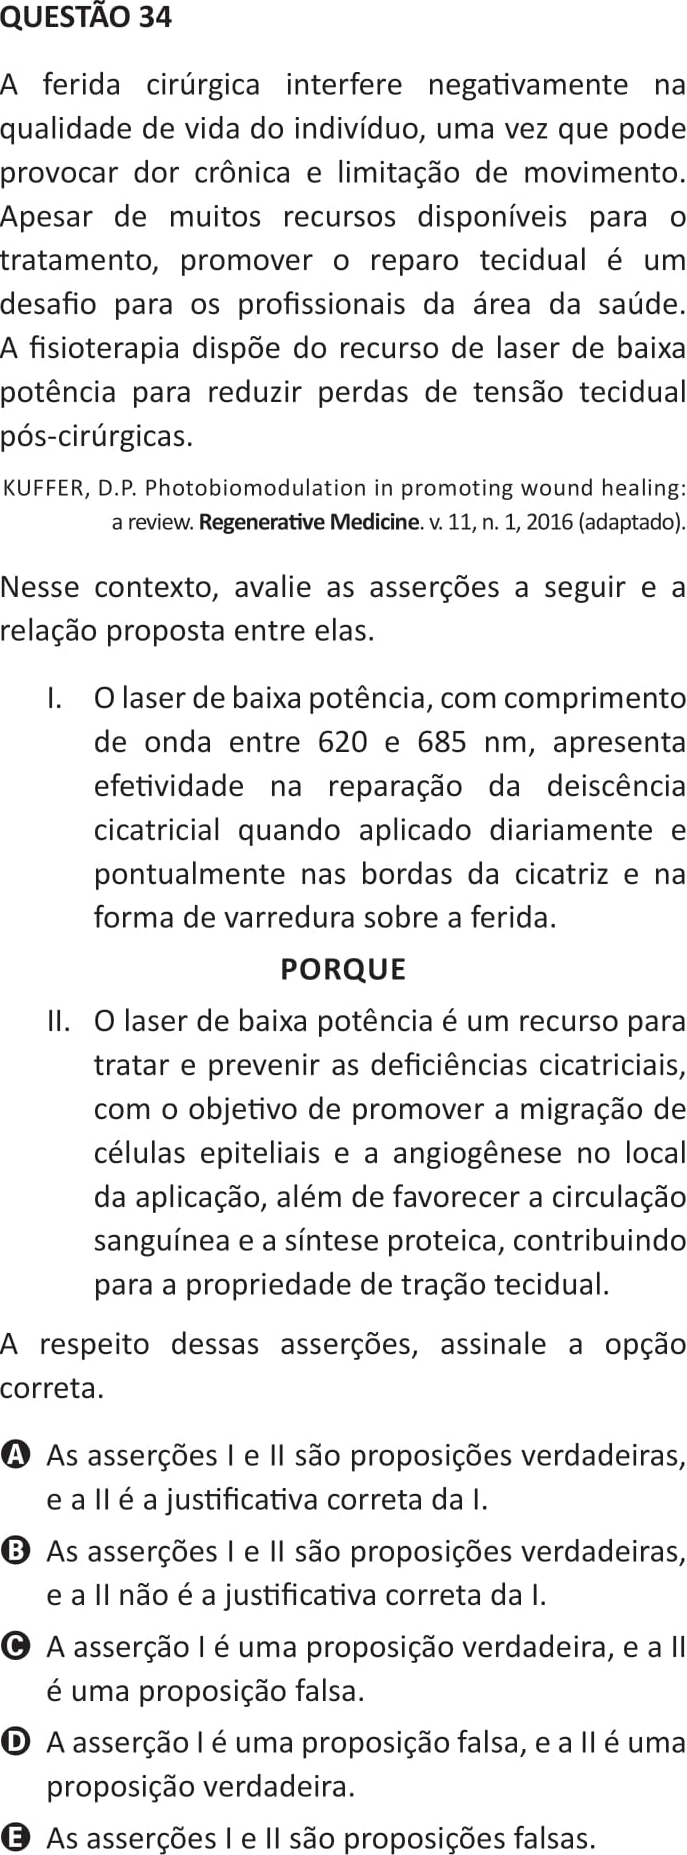 QUESTÃO 34
A ferida cirúrgica interfere negativamente na
qualidade de vida do indivíduo, uma vez que pode
provocar dor crônica e limitação de movimento.
Apesar de muitos recursos disponíveis para o
tratamento, promover o reparo tecidual é um
desafio para os profissionais da área da saúde.
A fisioterapia dispõe do recurso de laser de baixa
potência para reduzir perdas de tensão tecidual
pós-cirúrgicas.
KUFFER, D.P. Photobiomodulation in promoting wound healing:
a review. Regenerative Medicine. v. 11, n. 1, 2016 (adaptado).
Nesse contexto, avalie as asserções a seguir e a
relação proposta entre elas.
I. O laser de baixa potência, com comprimento
de onda entre 620 e 685 nm, apresenta
efetividade na reparação da deiscência
cicatricial quando aplicado diariamente e
pontualmente nas bordas da cicatriz e na
forma de varredura sobre a ferida.
PORQUE
II. O laser de baixa potência é um recurso para
tratar e prevenir as deficiências cicatriciais,
com o objetivo de promover a migração de
células epiteliais e a angiogênese no local
da aplicação, além de favorecer a circulação
sanguínea e a síntese proteica, contribuindo
para a propriedade de tração tecidual.
A respeito dessas asserções, assinale a opção
correta.
A As asserções I e II são proposições verdadeiras,
e a II é a justificativa correta da I.
B As asserções I e II são proposições verdadeiras,
e a II não é a justificativa correta da I.
C A asserção I é uma proposição verdadeira, e a II
é uma proposição falsa.
D A asserção I é uma proposição falsa, e a II é uma
proposição verdadeira.
E As asserções I e II são proposições falsas.